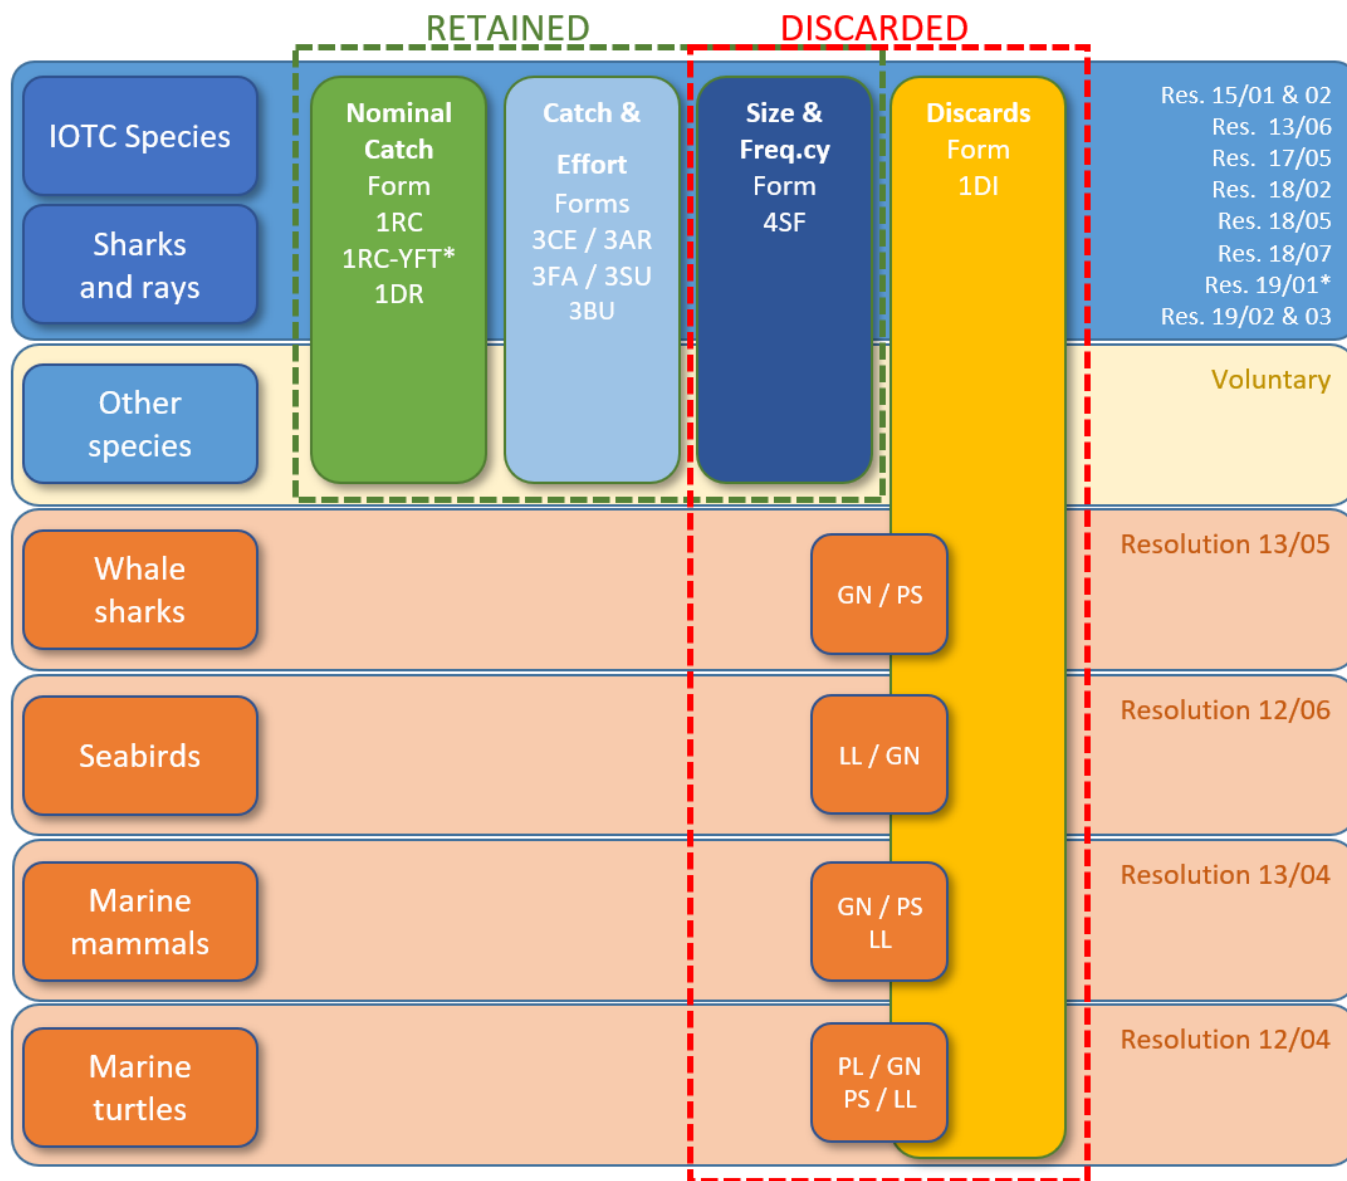 RETAINED
DISCARDED
IOTC Species
Sharks
and rays
Nominal
Catch
Form
1RC
1RC-YFT*
1DR
Catch &
Effort
Forms
3CE / 3AR
3FA / 3SU
3BU
Size &
Freq.cy
Form
4SF
Discards
Form
1DI
Res. 15/01 & 02
Res. 13/06
Res. 17/05
Res. 18/02
Res. 18/05
Res. 18/07
Res. 19/01*
Res. 19/02 & 03
Other
species
Voluntary
Whale
sharks
GN / PS
Resolution 13/05
Seabirds
LL / GN
Resolution 12/06
Marine
mammals
GN / PS
LL
Resolution 13/04
Marine
turtles
PL / GN
PS / LL
Resolution 12/04